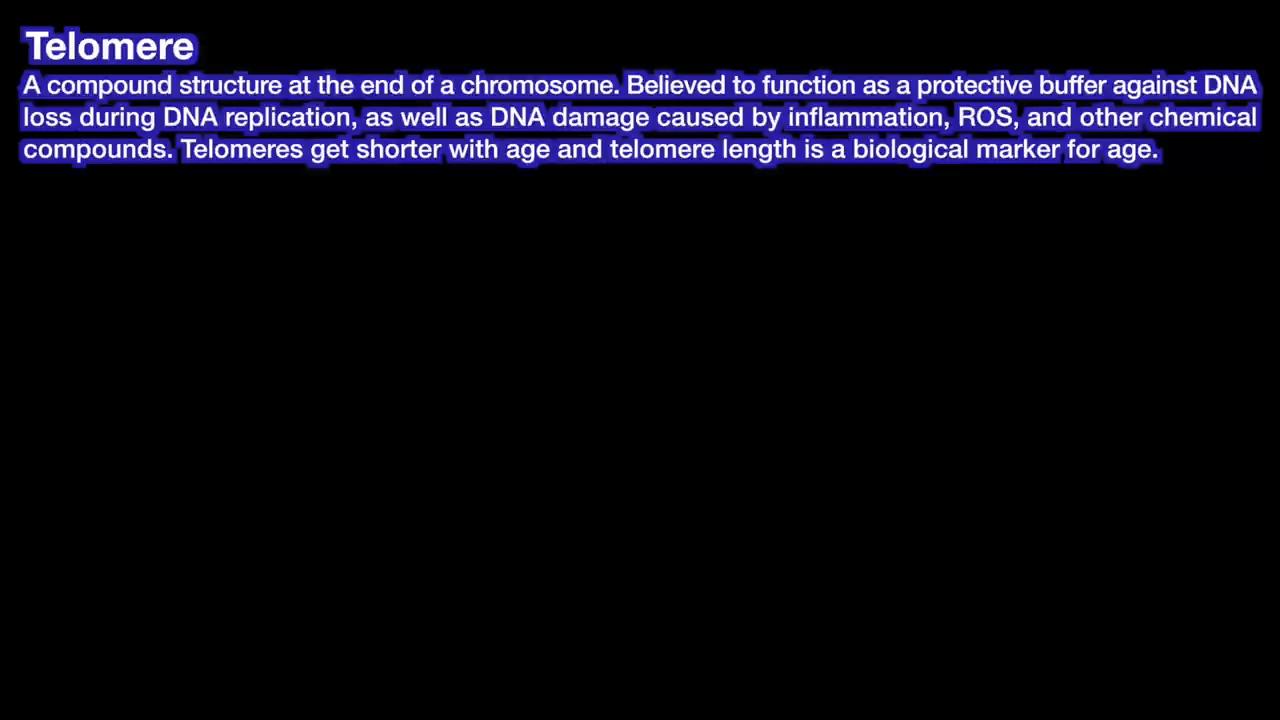 Telomere
A compound structure at the end of a chromosome. Believed to function as a protective buffer against DNA
loss during DNA replication, as well as DNA damage caused by inflammation, ROS, and other chemical
compounds. Telomeres get shorter with age and telomere length is a biological marker for age.